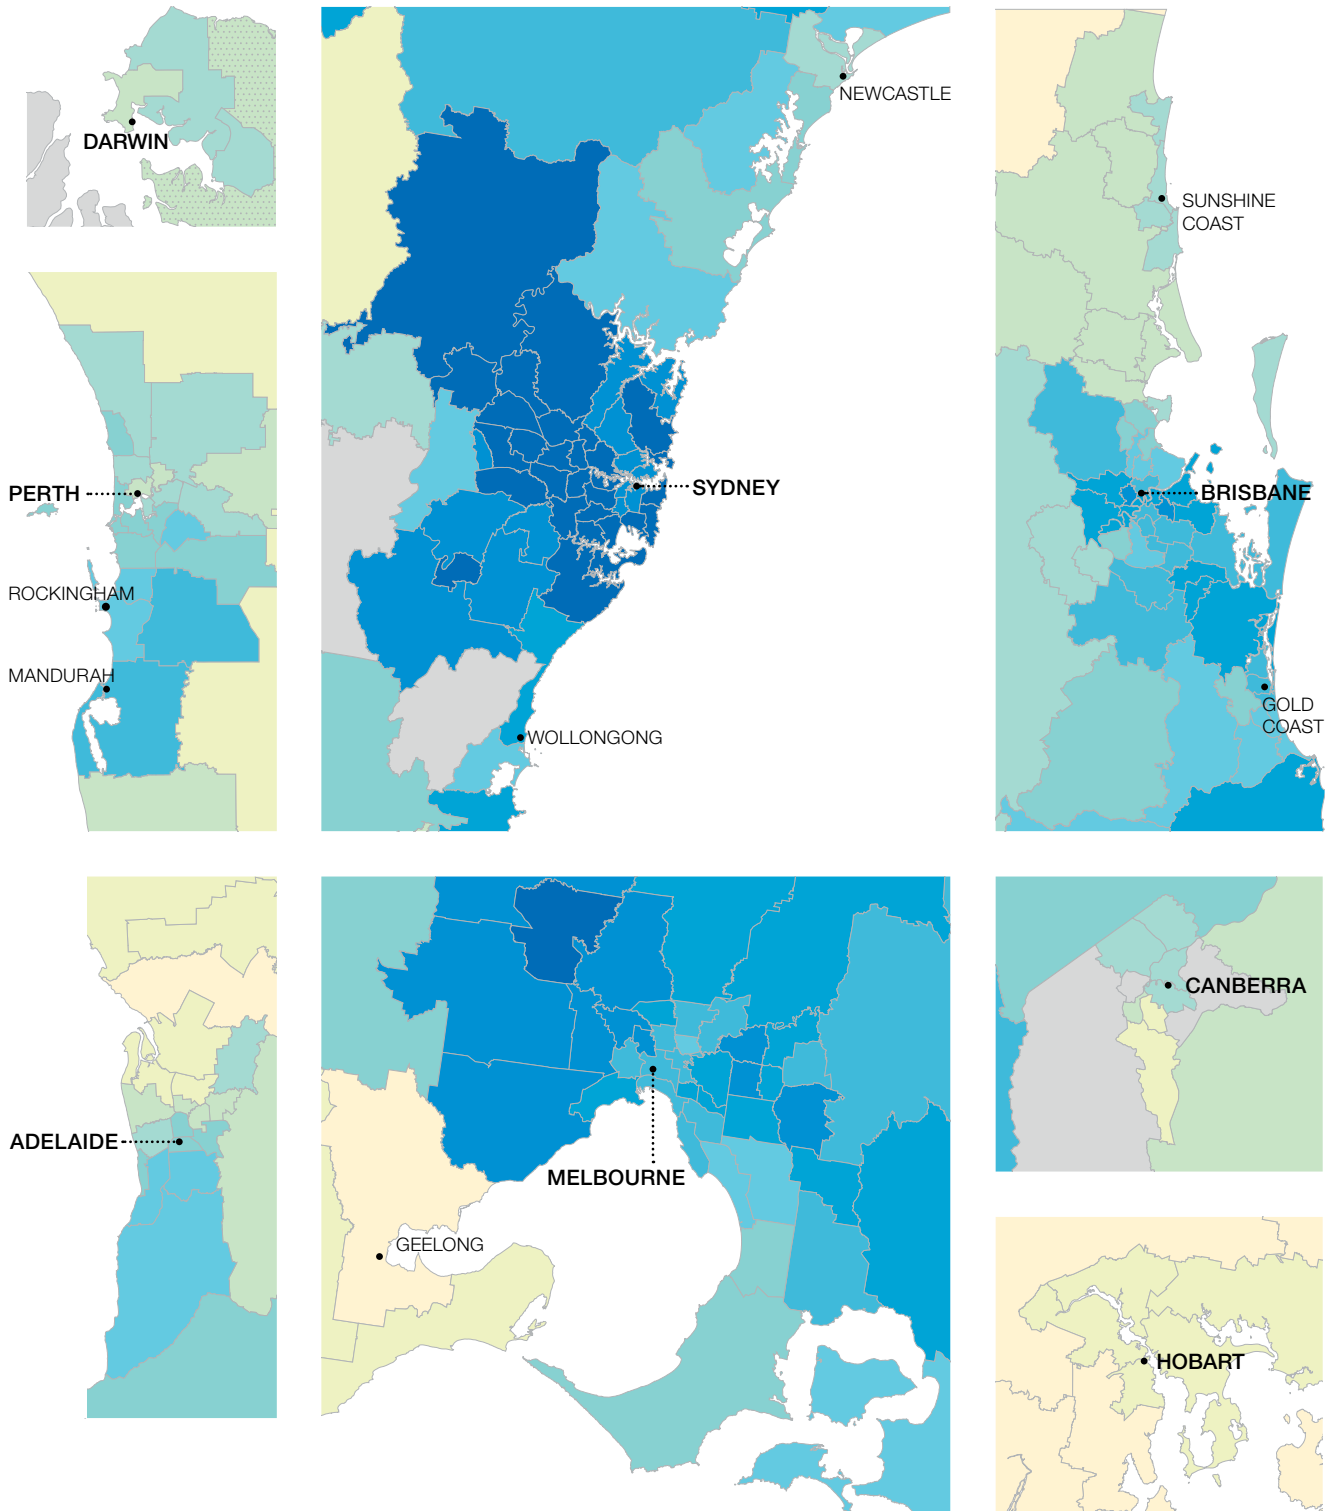 DARWIN
NEWCASTLE
SUNSHINE
COAST
PERTH
SYDNEY
BRISBANE
ROCKINGHAM
MANDURAH
GOLD
COAST
WOLLONGONG
CANBERRA
ADELAIDE
MELBOURNE
GEELONG
HOBART